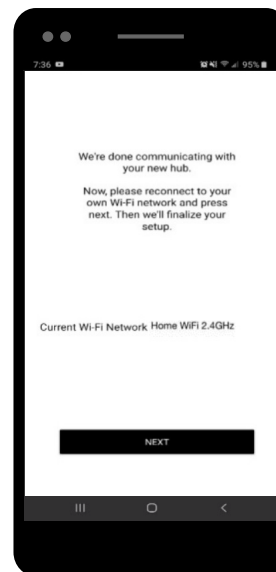 7:36 95%
We're done communicating with
your new hub.
Now, please reconnect to your
own Wi-Fi network and press
next. Then we'll finalize your
setup.
Current Wi-Fi Network Home WiFi 2.4GHz
NEXT